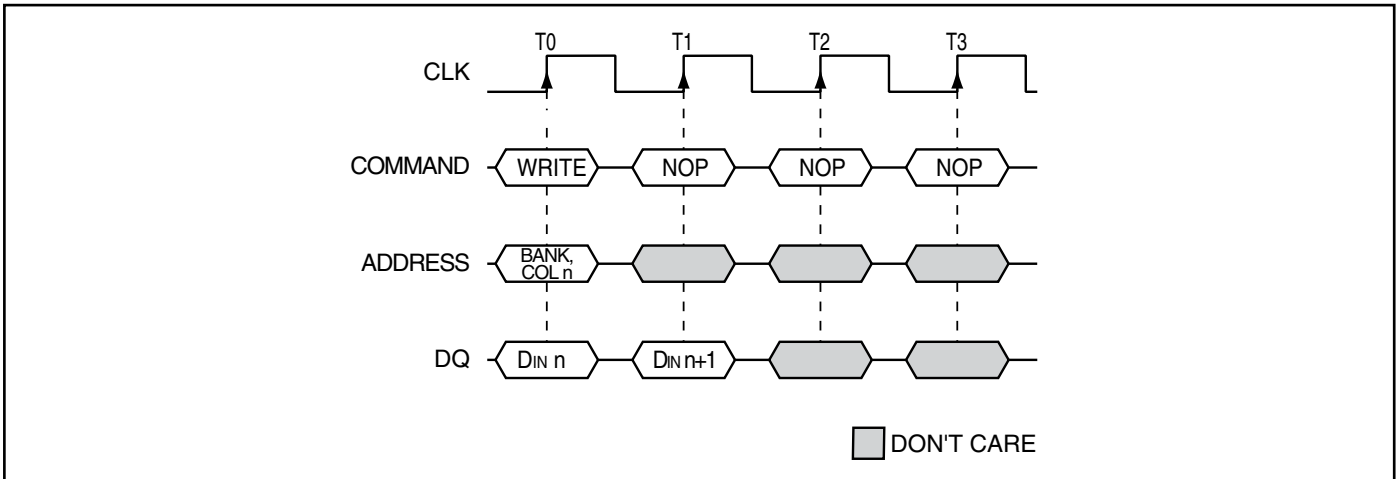 T0 T1 T2 T3
CLK
COMMAND WRITE NOP NOP NOP
ADDRESS BANK,
COL n
DQ DIN n DIN n+1
DON'T CARE